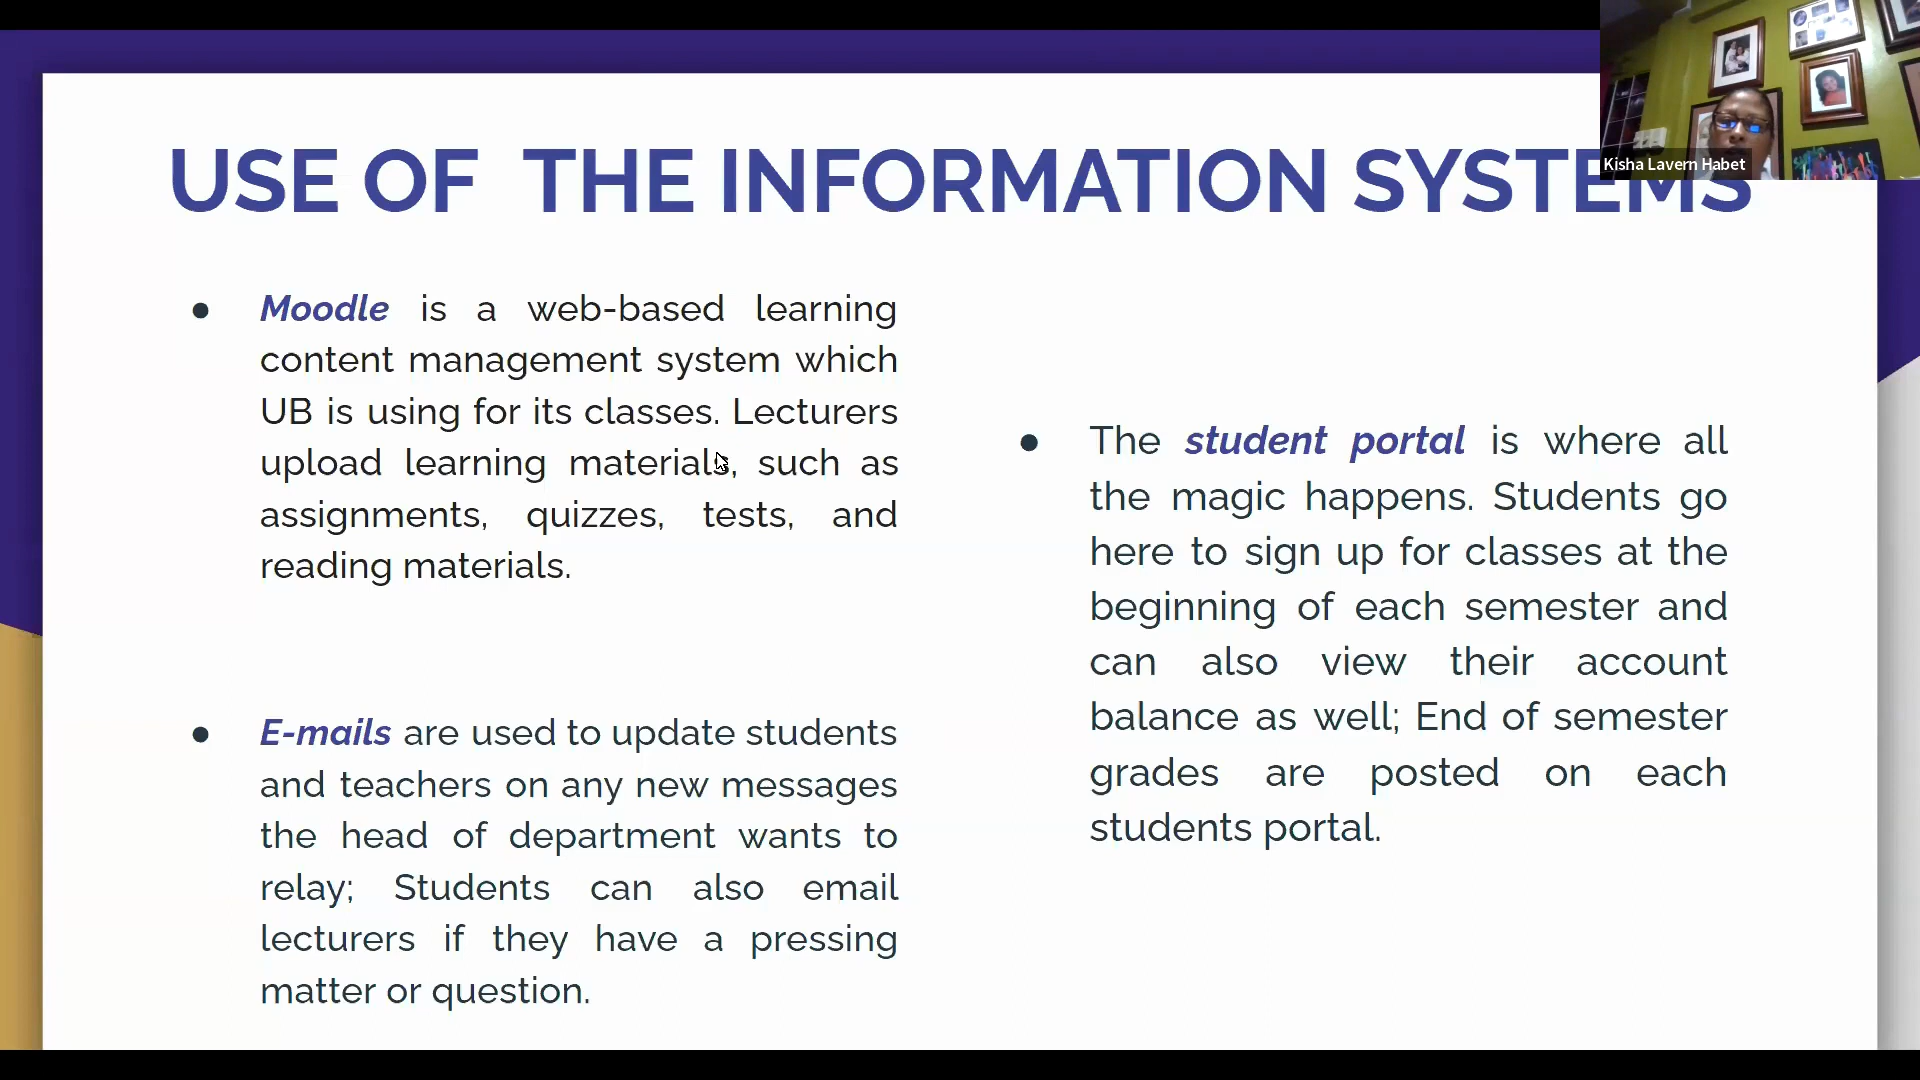 USE OF THE INFORMATION SYSTEMS
Kisha Lavern Habet
● Moodle is a web-based learning
content management system which
UB is using for its classes. Lecturers
upload learning materials, such as
assignments, quizzes, tests, and
reading materials.
● E-mails are used to update students
and teachers on any new messages
the head of department wants to
relay; Students can also email
lecturers if they have a pressing
matter or question.
● The student portal is where all
the magic happens. Students go
here to sign up for classes at the
beginning of each semester and
can also view their account
balance as well; End of semester
grades are posted on each
students portal.